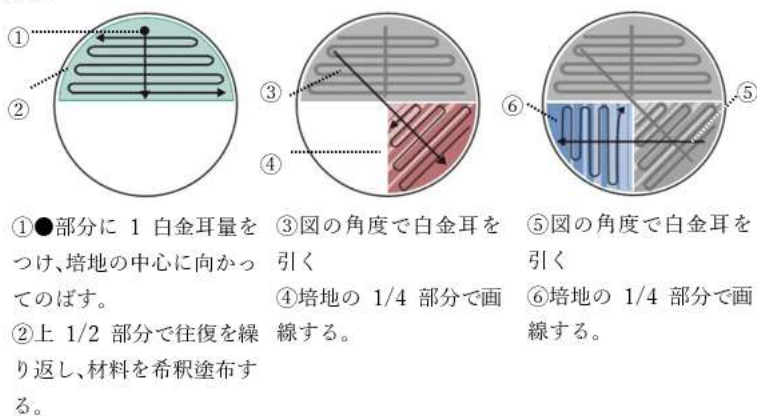 ①
②
③
④
⑤
⑥
①●部分に 1 白金耳量を
つけ、培地の中心に向かっ
てのばす。
②上 1/2 部分で往復を繰
り返し、材料を希釈塗布す
る。
③図の角度で白金耳を
引く
④培地の 1/4 部分で画
線する。
⑤図の角度で白金耳を
引く
⑥培地の 1/4 部分で画
線する。